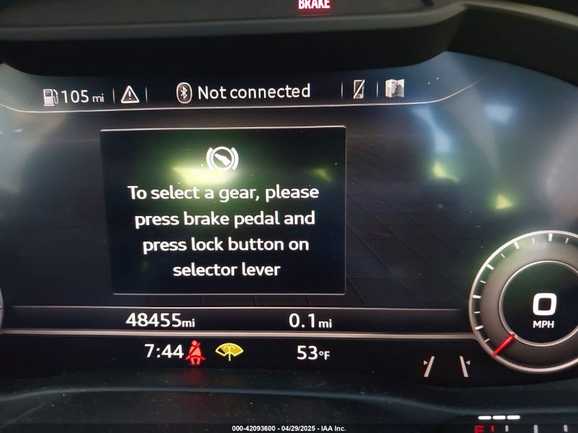 BRAKE
105 mi
Not connected
To select a gear, please
press brake pedal and
press lock button on
selector lever
48455mi
0.1mi
7:44
53°F
0
MPH
000-42093600 - 04/29/2025 - IAA Inc.